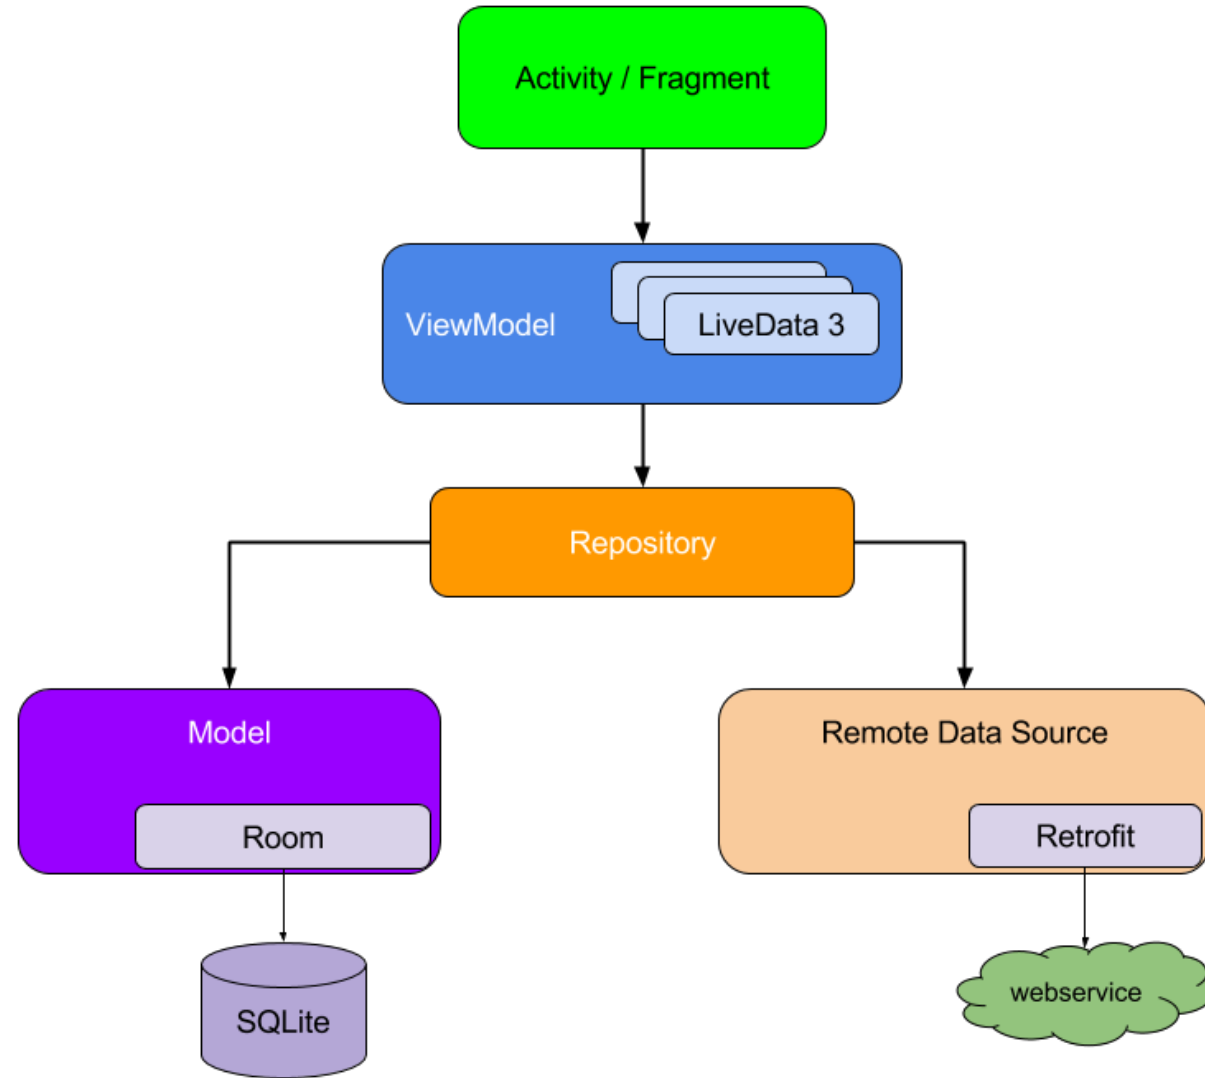 Activity / Fragment
ViewModel
LiveData 3
Repository
Model
Remote Data Source
Room
Retrofit
SQLite
webservice